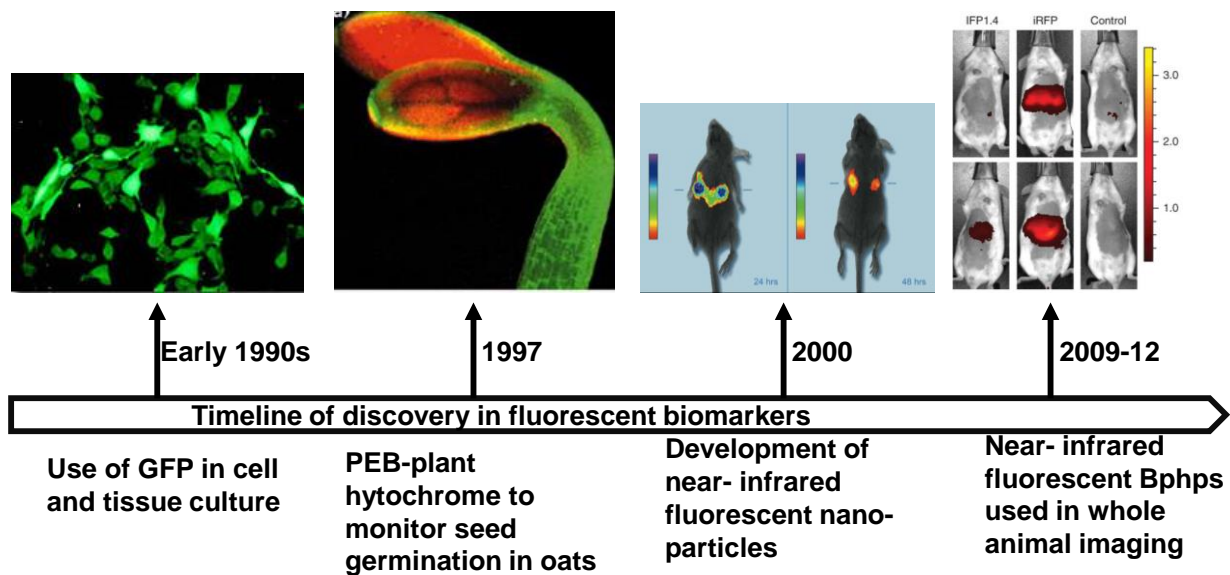 a)
IFP1.4 iRFP Control
3.0
2.0
1.0
24 hrs
48 hrs
Early 1990s
1997
2000
2009-12
Timeline of discovery in fluorescent biomarkers
Use of GFP in cell
and tissue culture
PEB-plant
hytochrome to
monitor seed
germination in oats
Development of
near- infrared
fluorescent nano-
particles
Near- infrared
fluorescent Bphps
used in whole
animal imaging